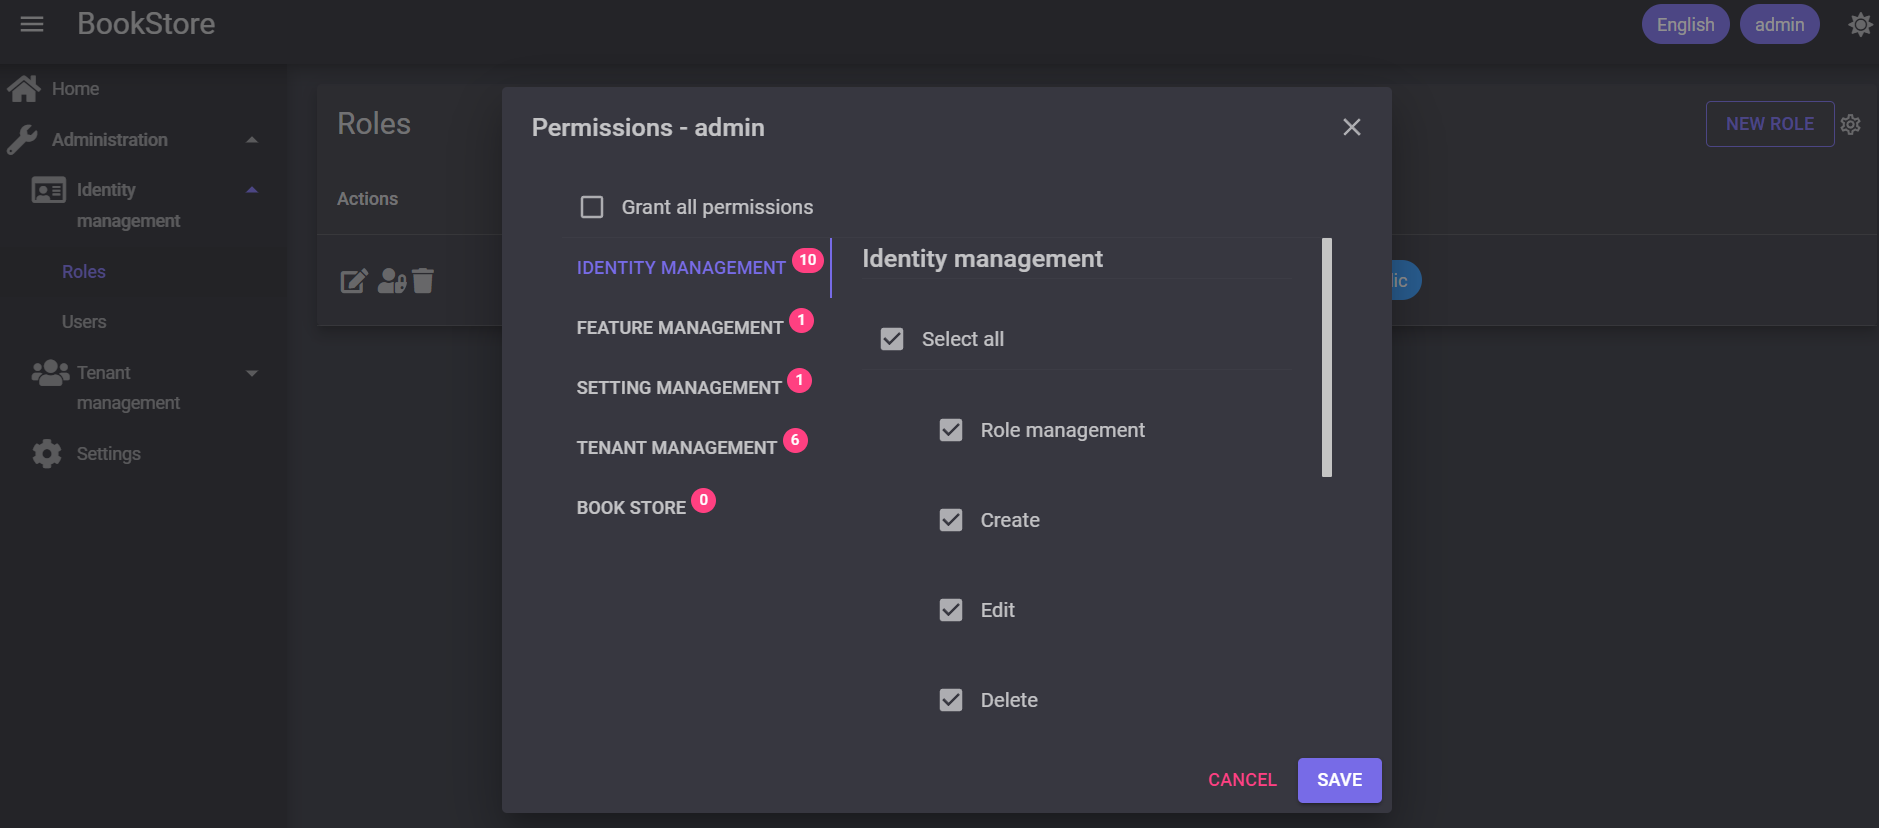 BookStore
English
admin
Home
Administration
Identity
management
Roles
Users
Tenant
management
Settings
Roles
NEW ROLE
Actions
Permissions - admin
Grant all permissions
IDENTITY MANAGEMENT 10
FEATURE MANAGEMENT 1
SETTING MANAGEMENT 1
TENANT MANAGEMENT 6
BOOK STORE 0
Identity management
Select all
Role management
Create
Edit
Delete
CANCEL
SAVE